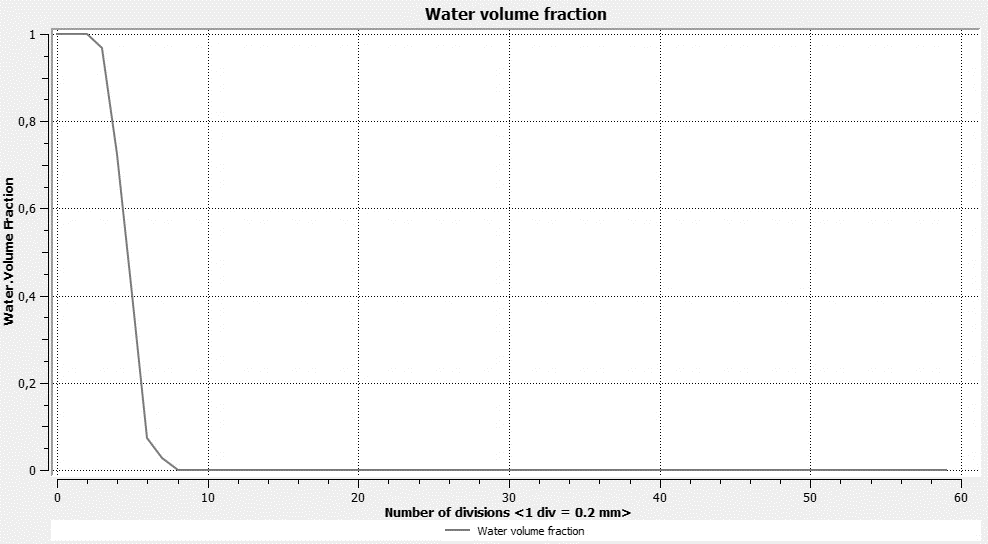 Water volume fraction
1
0,8
0,6
0,4
0,2
0
Water.Volume Fraction
0 10 20 30 40 50 60
Number of divisions <1 div = 0.2 mm>
Water volume fraction